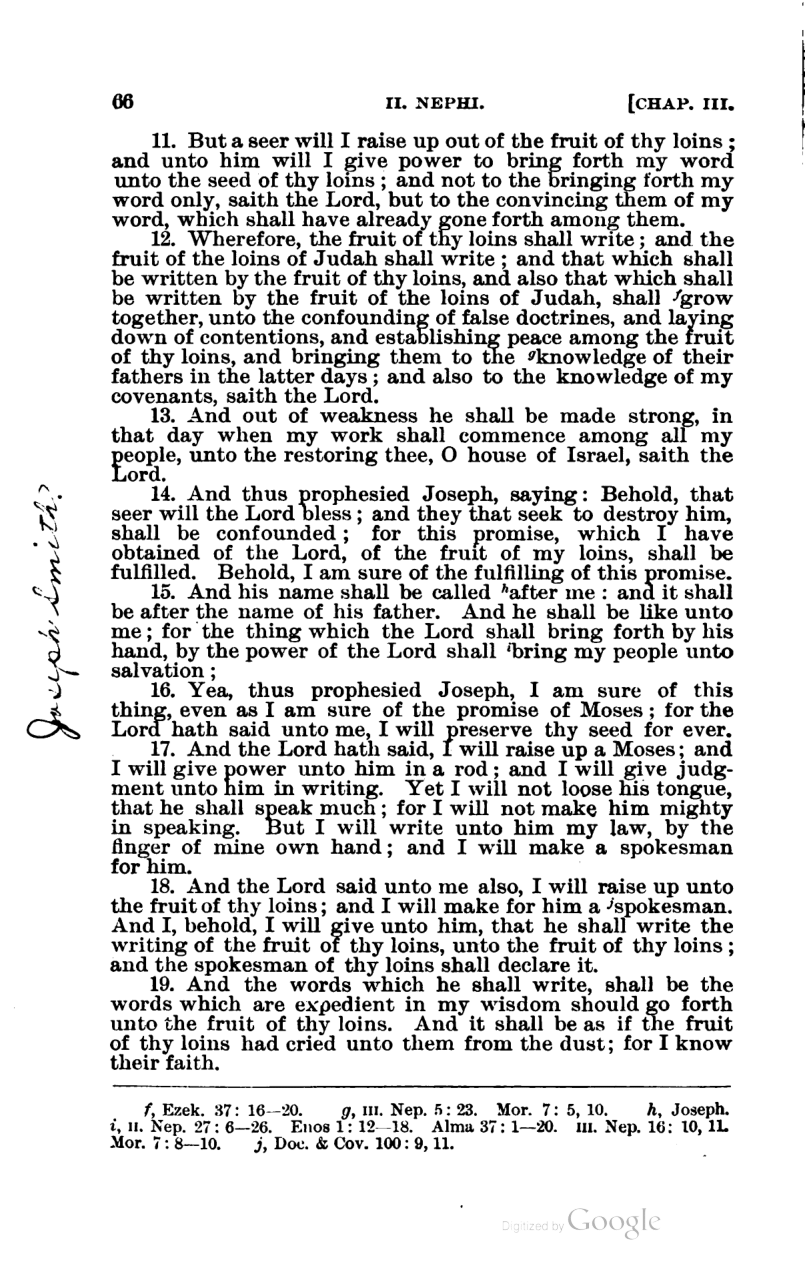 66 II. NEPHI. [CHAP. III.
11. But a seer will I raise up out of the fruit of thy loins ;
and unto him will I give power to bring forth my word
unto the seed of thy loins ; and not to the bringing forth my
word only, saith the Lord, but to the convincing them of my
word, which shall have already gone forth among them.
12. Wherefore, the fruit of thy loins shall write ; and the
fruit of the loins of Judah shall write ; and that which shall
be written by the fruit of thy loins, and also that which shall
be written by the fruit of the loins of Judah, shall ᶠgrow
together, unto the confounding of false doctrines, and laying
down of contentions, and establishing peace among the fruit
of thy loins, and bringing them to the ᵍknowledge of their
fathers in the latter days ; and also to the knowledge of my
covenants, saith the Lord.
13. And out of weakness he shall be made strong, in
that day when my work shall commence among all my
people, unto the restoring thee, O house of Israel, saith the
Lord.
14. And thus prophesied Joseph, saying : Behold, that
seer will the Lord bless ; and they that seek to destroy him,
shall be confounded ; for this promise, which I have
obtained of the Lord, of the fruit of my loins, shall be
fulfilled. Behold, I am sure of the fulfilling of this promise.
15. And his name shall be called ʰafter me : and it shall
be after the name of his father. And he shall be like unto
me ; for the thing which the Lord shall bring forth by his
hand, by the power of the Lord shall ⁱbring my people unto
salvation ;
16. Yea, thus prophesied Joseph, I am sure of this
thing, even as I am sure of the promise of Moses ; for the
Lord hath said unto me, I will preserve thy seed for ever.
17. And the Lord hath said, I will raise up a Moses ; and
I will give power unto him in a rod ; and I will give judg-
ment unto him in writing. Yet I will not loose his tongue,
that he shall speak much ; for I will not make him mighty
in speaking. But I will write unto him my law, by the
finger of mine own hand ; and I will make a spokesman
for him.
18. And the Lord said unto me also, I will raise up unto
the fruit of thy loins ; and I will make for him a ʲspokesman.
And I, behold, I will give unto him, that he shall write the
writing of the fruit of thy loins, unto the fruit of thy loins ;
and the spokesman of thy loins shall declare it.
19. And the words which he shall write, shall be the
words which are expedient in my wisdom should go forth
unto the fruit of thy loins. And it shall be as if the fruit
of thy loins had cried unto them from the dust ; for I know
their faith.
f, Ezek. 37: 16—20. g, III. Nep. 5: 23. Mor. 7: 5, 10. h, Joseph.
i, II. Nep. 27: 6—26. Enos 1: 12—18. Alma 37: 1—20. III. Nep. 16: 10, 11.
Mor. 7: 8—10. j, Doc. & Cov. 100: 9, 11.
Joseph Smith?
Digitized by Google